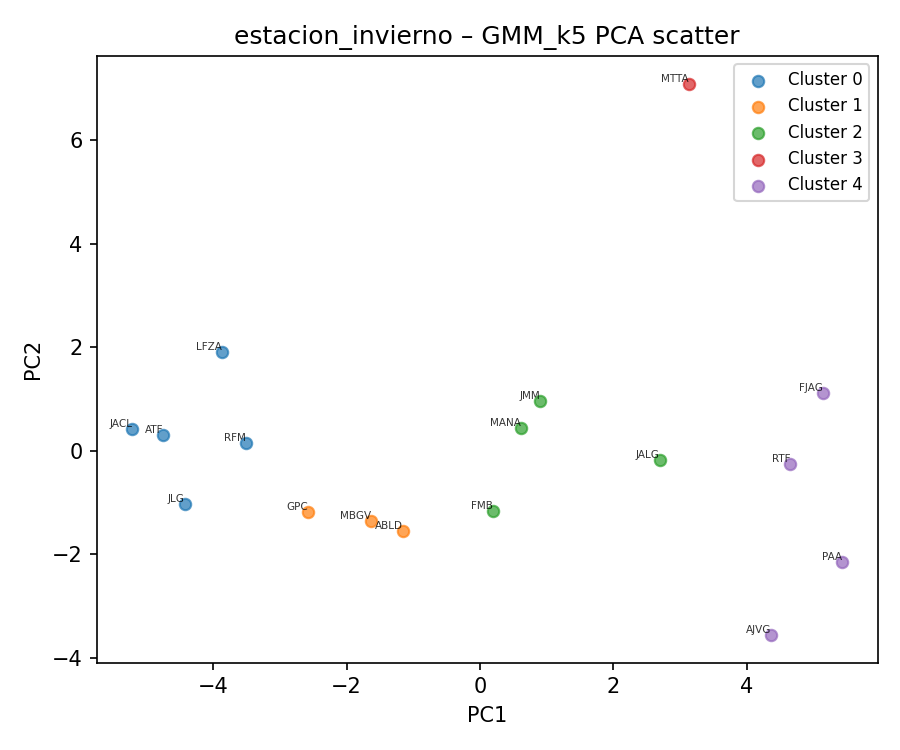 estacion_invierno – GMM_k5 PCA scatter
MTTA
Cluster 0
Cluster 1
Cluster 2
Cluster 3
Cluster 4
6
4
2
0
−2
−4
PC2
LFZA
JACL
ATF
RFM
JLG
GPC
MBGV
ABLD
JMM
MANA
JALG
FMB
FJAG
RTF
PAA
AJVG
−4
−2
0
2
4
PC1